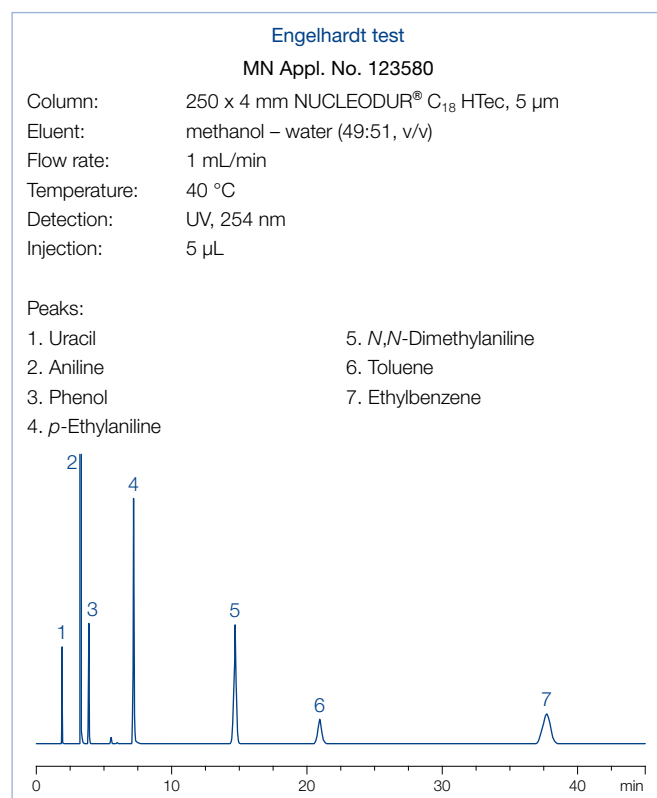 Engelhardt test
MN Appl. No. 123580
Column: 250 x 4 mm NUCLEODUR® C₁₈ HTec, 5 µm
Eluent: methanol – water (49:51, v/v)
Flow rate: 1 mL/min
Temperature: 40 °C
Detection: UV, 254 nm
Injection: 5 µL
Peaks:
1. Uracil 5. N,N-Dimethylaniline
2. Aniline 6. Toluene
3. Phenol 7. Ethylbenzene
4. p-Ethylaniline
2
4
3
5
1
7
6
0 10 20 30 40 min